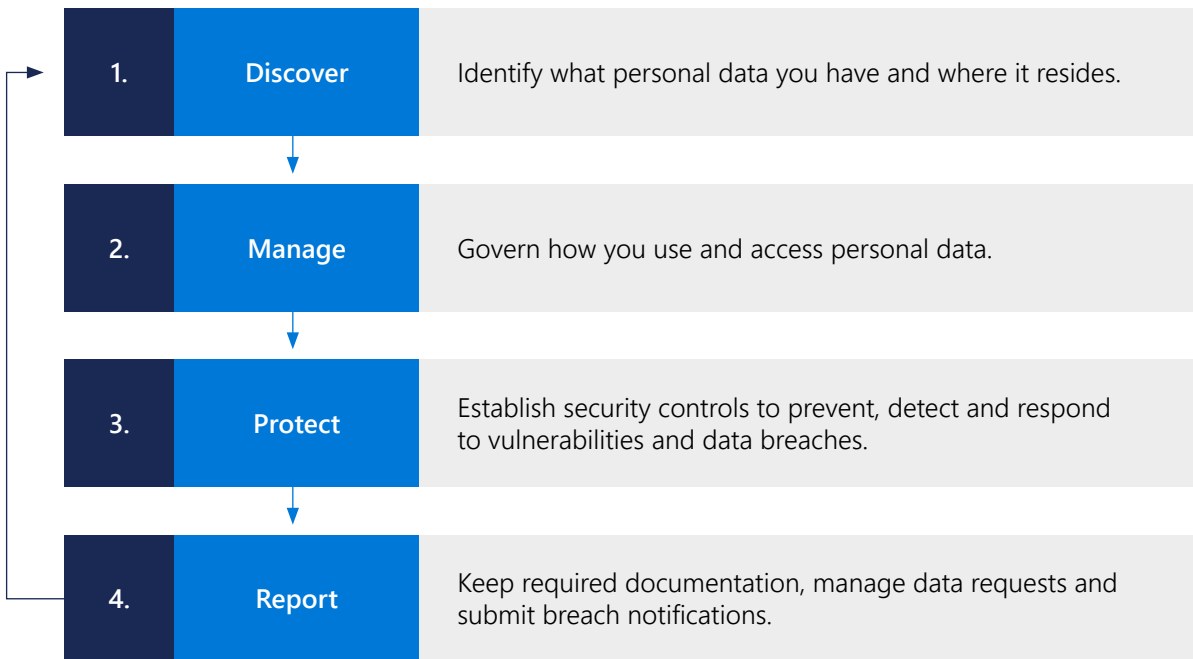 1. Discover Identify what personal data you have and where it resides.
2. Manage Govern how you use and access personal data.
3. Protect Establish security controls to prevent, detect and respond
to vulnerabilities and data breaches.
4. Report Keep required documentation, manage data requests and
submit breach notifications.